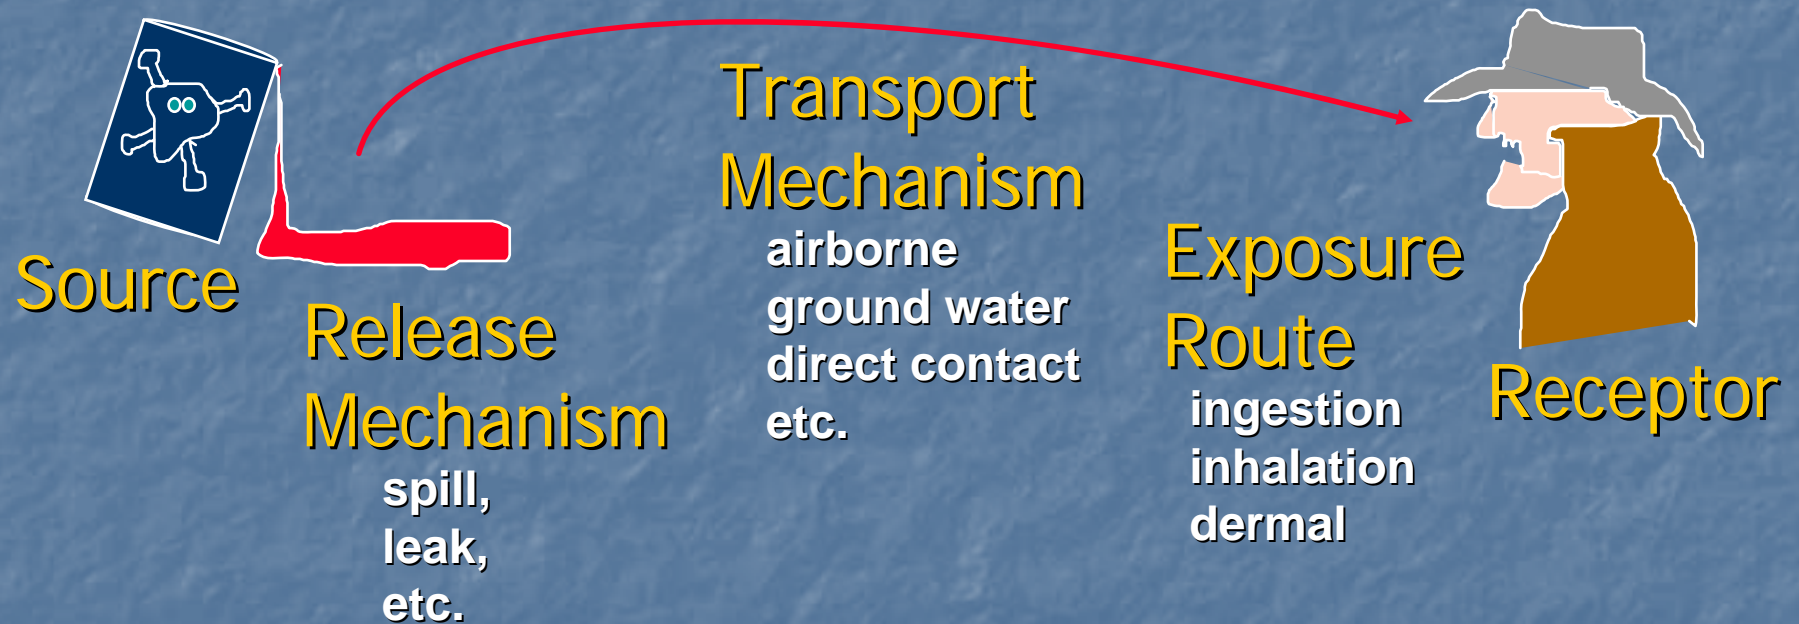 Source
Release
Mechanism
spill,
leak,
etc.
Transport
Mechanism
airborne
ground water
direct contact
etc.
Exposure
Route
ingestion
inhalation
dermal
Receptor